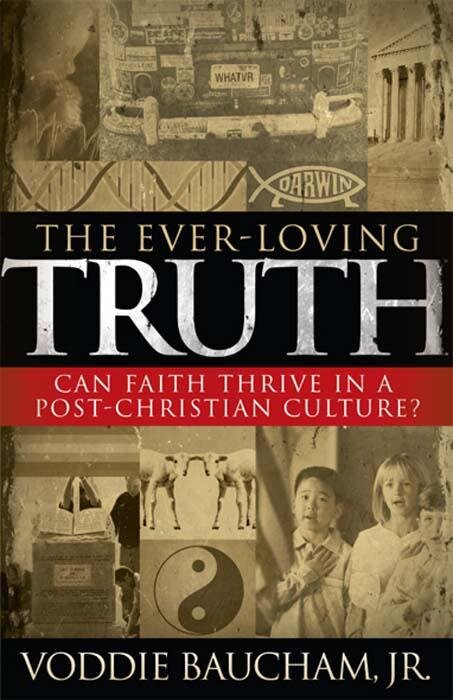 WHATVR
DARWIN
THE EVER-LOVING
TRUTH
CAN FAITH THRIVE IN A
POST-CHRISTIAN CULTURE?
VODDIE BAUCHAM, JR.